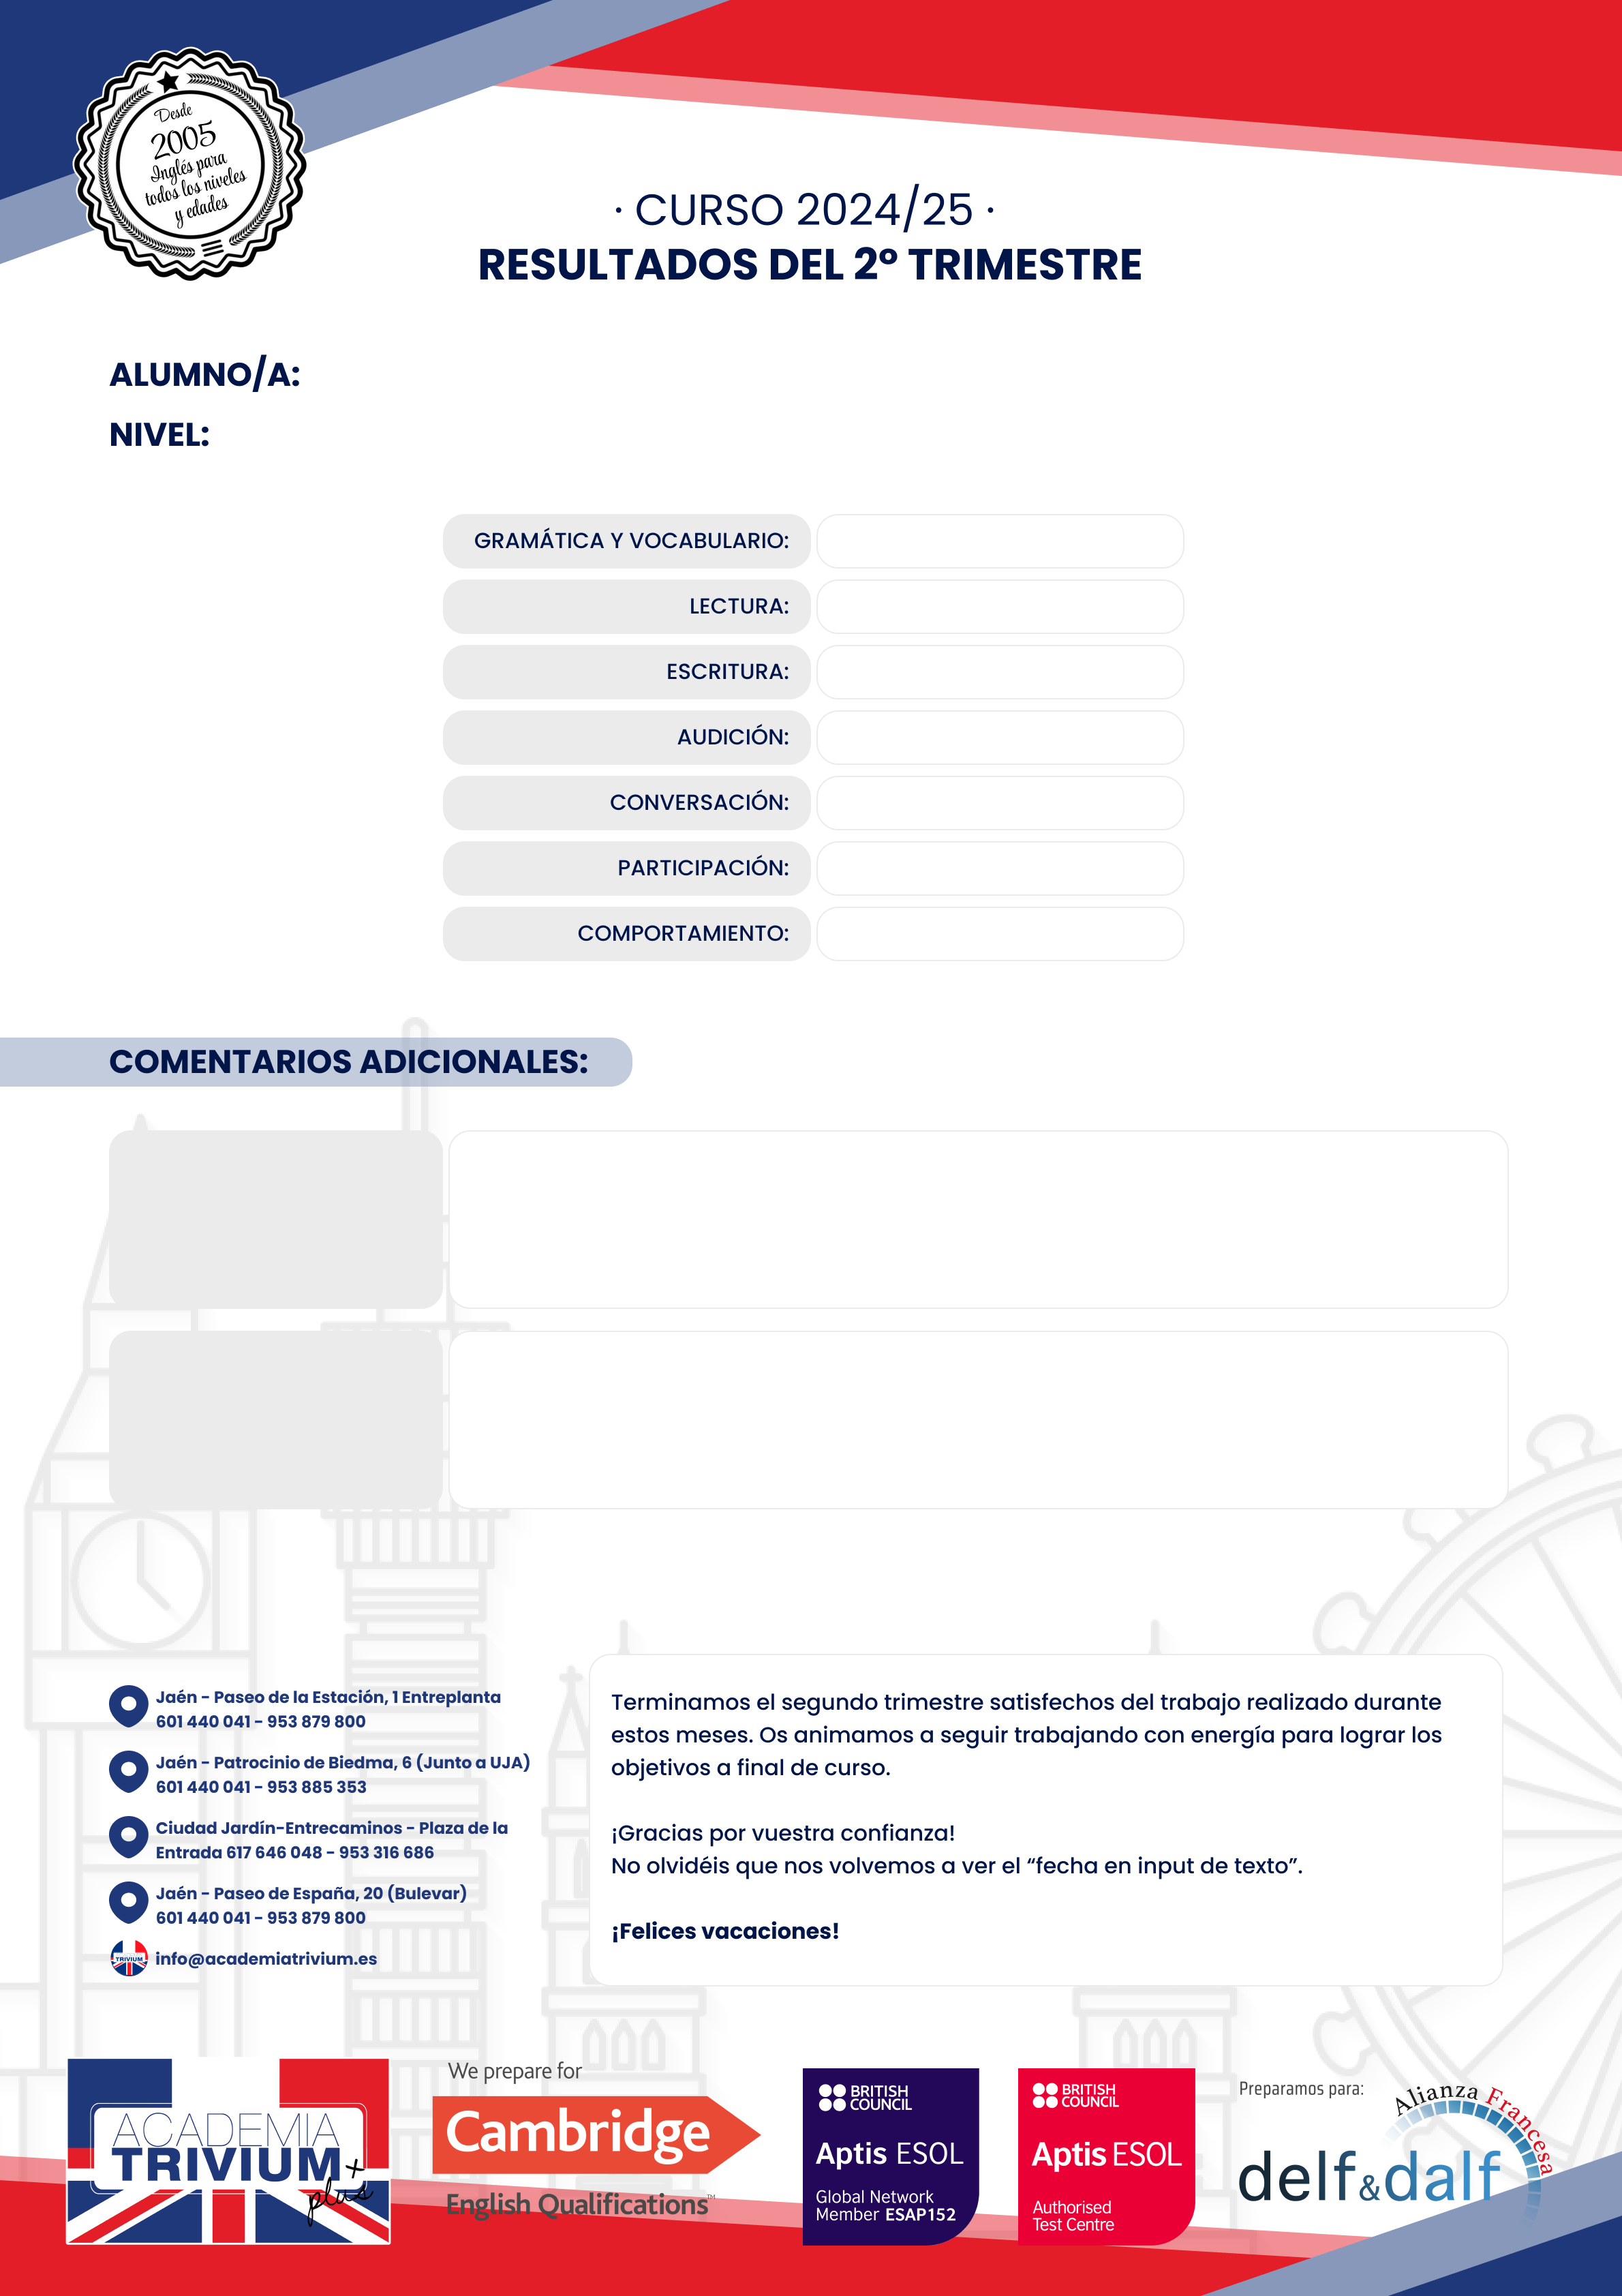 Desde
2005
Inglés para
todos los niveles
y edades
· CURSO 2024/25 ·
RESULTADOS DEL 2º TRIMESTRE
ALUMNO/A:
NIVEL:
GRAMÁTICA Y VOCABULARIO:
LECTURA:
ESCRITURA:
AUDICIÓN:
CONVERSACIÓN:
PARTICIPACIÓN:
COMPORTAMIENTO:
COMENTARIOS ADICIONALES:
Jaén - Paseo de la Estación, 1 Entreplanta
601 440 041 - 953 879 800
Jaén - Patrocinio de Biedma, 6 (Junto a UJA)
601 440 041 - 953 885 353
Ciudad Jardín-Entrecaminos - Plaza de la
Entrada 617 646 048 - 953 316 686
Jaén - Paseo de España, 20 (Bulevar)
601 440 041 - 953 879 800
TRIVIUM
info@academiatrivium.es
Terminamos el segundo trimestre satisfechos del trabajo realizado durante
estos meses. Os animamos a seguir trabajando con energía para lograr los
objetivos a final de curso.
¡Gracias por vuestra confianza!
No olvidéis que nos volvemos a ver el “fecha en input de texto”.
¡Felices vacaciones!
ACADEMIA
TRIVIUM+
plus
We prepare for
Cambridge
English Qualifications™
BRITISH
COUNCIL
Aptis ESOL
Global Network
Member ESAP152
BRITISH
COUNCIL
Aptis ESOL
Authorised
Test Centre
Preparamos para:
Alianza Francesa
delf&dalf